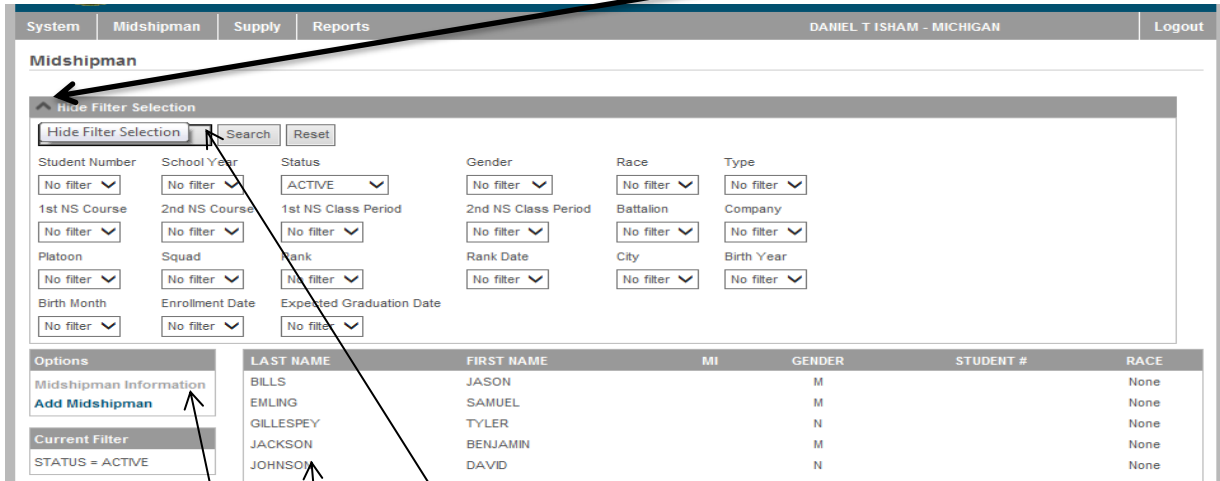 System Midshipman Supply Reports DANIEL T ISHAM - MICHIGAN Logout
Midshipman
Hide Filter Selection
Hide Filter Selection Search Reset
Student Number School Year Status Gender Race Type
No filter No filter ACTIVE No filter No filter No filter
1st NS Course 2nd NS Course 1st NS Class Period 2nd NS Class Period Battalion Company
No filter No filter No filter No filter No filter No filter
Platoon Squad Rank Rank Date City Birth Year
No filter No filter No filter No filter No filter No filter
Birth Month Enrollment Date Expected Graduation Date
No filter No filter No filter
Options LAST NAME FIRST NAME MI GENDER STUDENT # RACE
Midshipman Information BILLS JASON M None
Add Midshipman EMLING SAMUEL M None
GILLESPEY TYLER N None
Current Filter JACKSON BENJAMIN M None
STATUS = ACTIVE JOHNSON DAVID N None